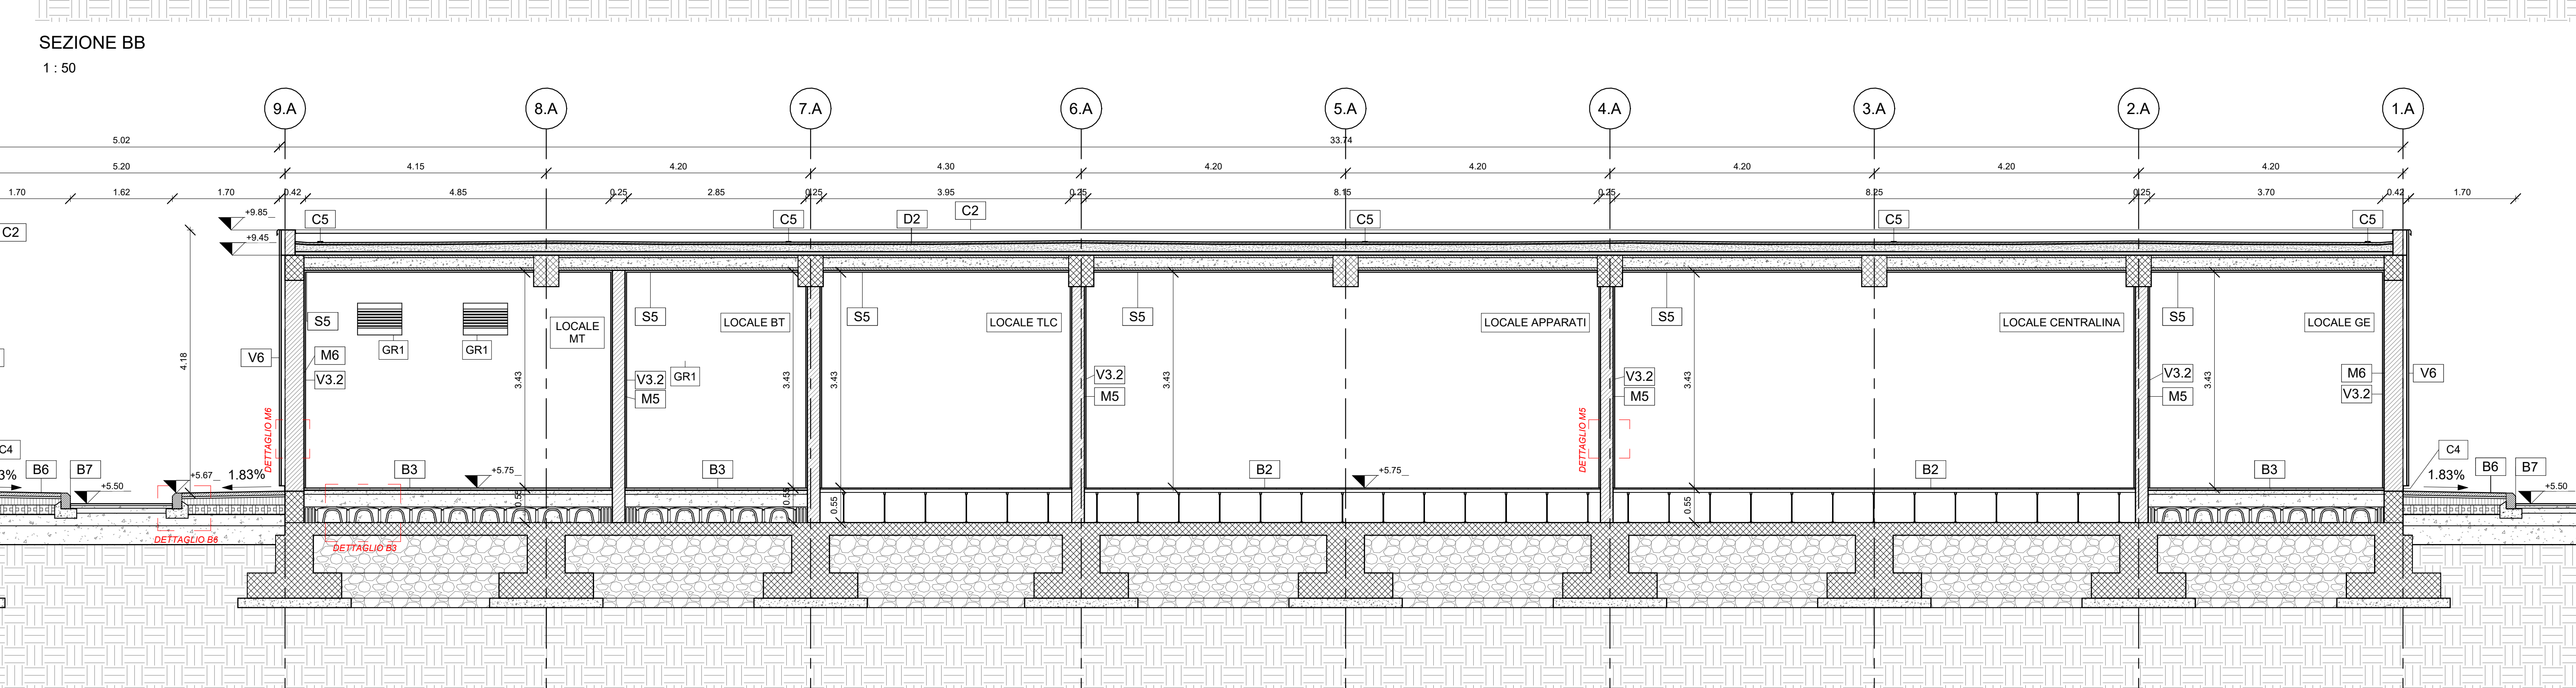 SEZIONE BB
1 : 50
9.A 8.A 7.A 6.A 5.A 4.A 3.A 2.A 1.A
5.02 33.74
5.20 4.15 4.20 4.30 4.20 4.20 4.20 4.20 4.20
1.70 1.62 1.70 0.42 4.85 0.25 2.85 0.25 3.95 0.25 8.15 0.25 8.25 0.25 3.70 0.42 1.70
+9.85 C5 C5 D2 C2 C5 C5 C5
C2
+9.45
S5 S5 LOCALE BT S5 LOCALE TLC S5 LOCALE APPARATI S5 LOCALE CENTRALINA S5 LOCALE GE
LOCALE
MT
GR1 GR1
4.18 V6 M6 M6 V6
V3.2 V3.2 GR1 V3.2 V3.2 V3.2 V3.2
M5 M5 M5 M5
3.43 3.43 3.43 3.43 3.43 3.43
DETTAGLIO M6 DETTAGLIO M5
C4 C4
3% B6 B7 +5.67 1.83% B3 +5.75 B3 B2 +5.75 B2 B3 1.83% B6 B7
+5.50 +5.50
0.55 0.55 0.55 0.55
DETTAGLIO B6 DETTAGLIO B3